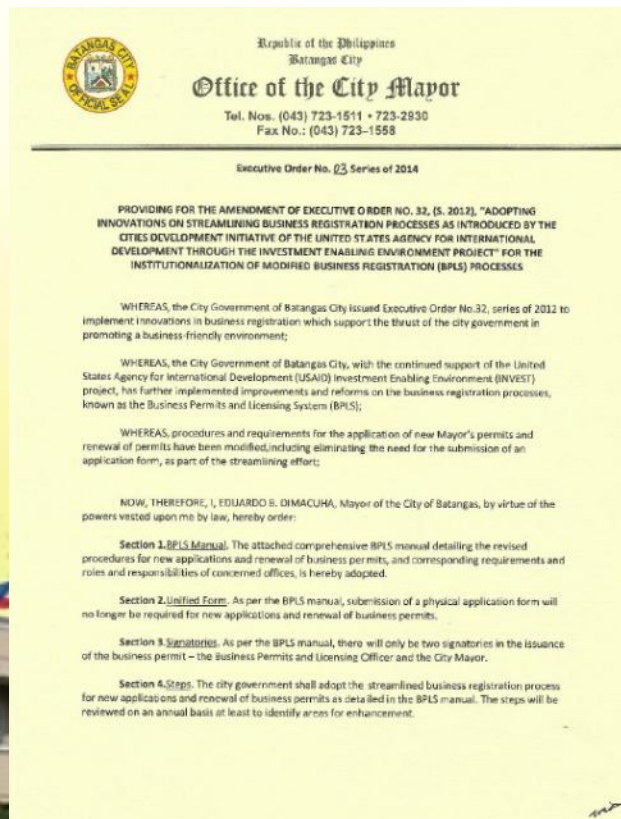 BATANGAS CITY
OFFICIAL SEAL
Republic of the Philippines
Batangas City
Office of the City Mayor
Tel. Nos. (043) 723-1511 • 723-2930
Fax No.: (043) 723-1558
Executive Order No. 03 Series of 2014
PROVIDING FOR THE AMENDMENT OF EXECUTIVE ORDER NO. 32, (S. 2012), "ADOPTING
INNOVATIONS ON STREAMLINING BUSINESS REGISTRATION PROCESSES AS INTRODUCED BY THE
CITIES DEVELOPMENT INITIATIVE OF THE UNITED STATES AGENCY FOR INTERNATIONAL
DEVELOPMENT THROUGH THE INVESTMENT ENABLING ENVIRONMENT PROJECT" FOR THE
INSTITUTIONALIZATION OF MODIFIED BUSINESS REGISTRATION (BPLS) PROCESSES
WHEREAS, the City Government of Batangas City issued Executive Order No.32, series of 2012 to
implement innovations in business registration which support the thrust of the city government in
promoting a business-friendly environment;
WHEREAS, the City Government of Batangas City, with the continued support of the United
States Agency for International Development (USAID) Investment Enabling Environment (INVEST)
project, has further implemented improvements and reforms on the business registration processes,
known as the Business Permits and Licensing System (BPLS);
WHEREAS, procedures and requirements for the application of new Mayor's permits and
renewal of permits have been modified,including eliminating the need for the submission of an
application form, as part of the streamlining effort;
NOW, THEREFORE, I, EDUARDO B. DIMACUHA, Mayor of the City of Batangas, by virtue of the
powers vested upon me by law, hereby order:
Section 1.BPLS Manual. The attached comprehensive BPLS manual detailing the revised
procedures for new applications and renewal of business permits, and corresponding requirements and
roles and responsibilities of concerned offices, is hereby adopted.
Section 2.Unified Form. As per the BPLS manual, submission of a physical application form will
no longer be required for new applications and renewal of business permits.
Section 3.Signatories. As per the BPLS manual, there will only be two signatories in the issuance
of the business permit – the Business Permits and Licensing Officer and the City Mayor.
Section 4.Steps. The city government shall adopt the streamlined business registration process
for new applications and renewal of business permits as detailed in the BPLS manual. The steps will be
reviewed on an annual basis at least to identify areas for enhancement.